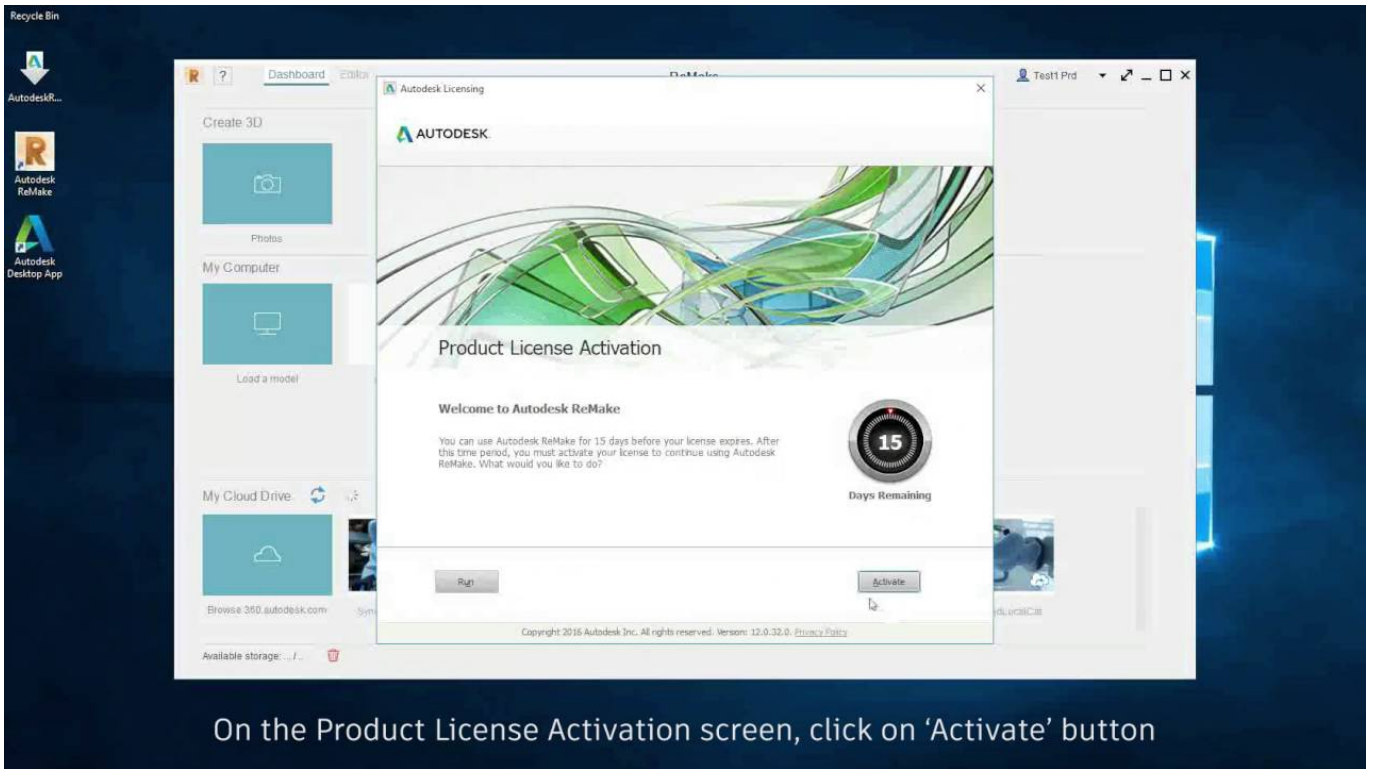 Recycle Bin
AutodeskR...
Autodesk
ReMake
Autodesk
Desktop App
R ? Dashboard Editor ReMake Test1 Prd
Create 3D
Photos
My Computer
Load a model
My Cloud Drive
Browse 360.autodesk.com
Available storage: ... / ..
Autodesk Licensing
AUTODESK
Product License Activation
Welcome to Autodesk ReMake
You can use Autodesk ReMake for 15 days before your license expires. After
this time period, you must activate your license to continue using Autodesk
ReMake. What would you like to do?
15
Days Remaining
Run
Activate
Copyright 2016 Autodesk Inc. All rights reserved. Version: 12.0.32.0. Privacy Policy
On the Product License Activation screen, click on ‘Activate’ button